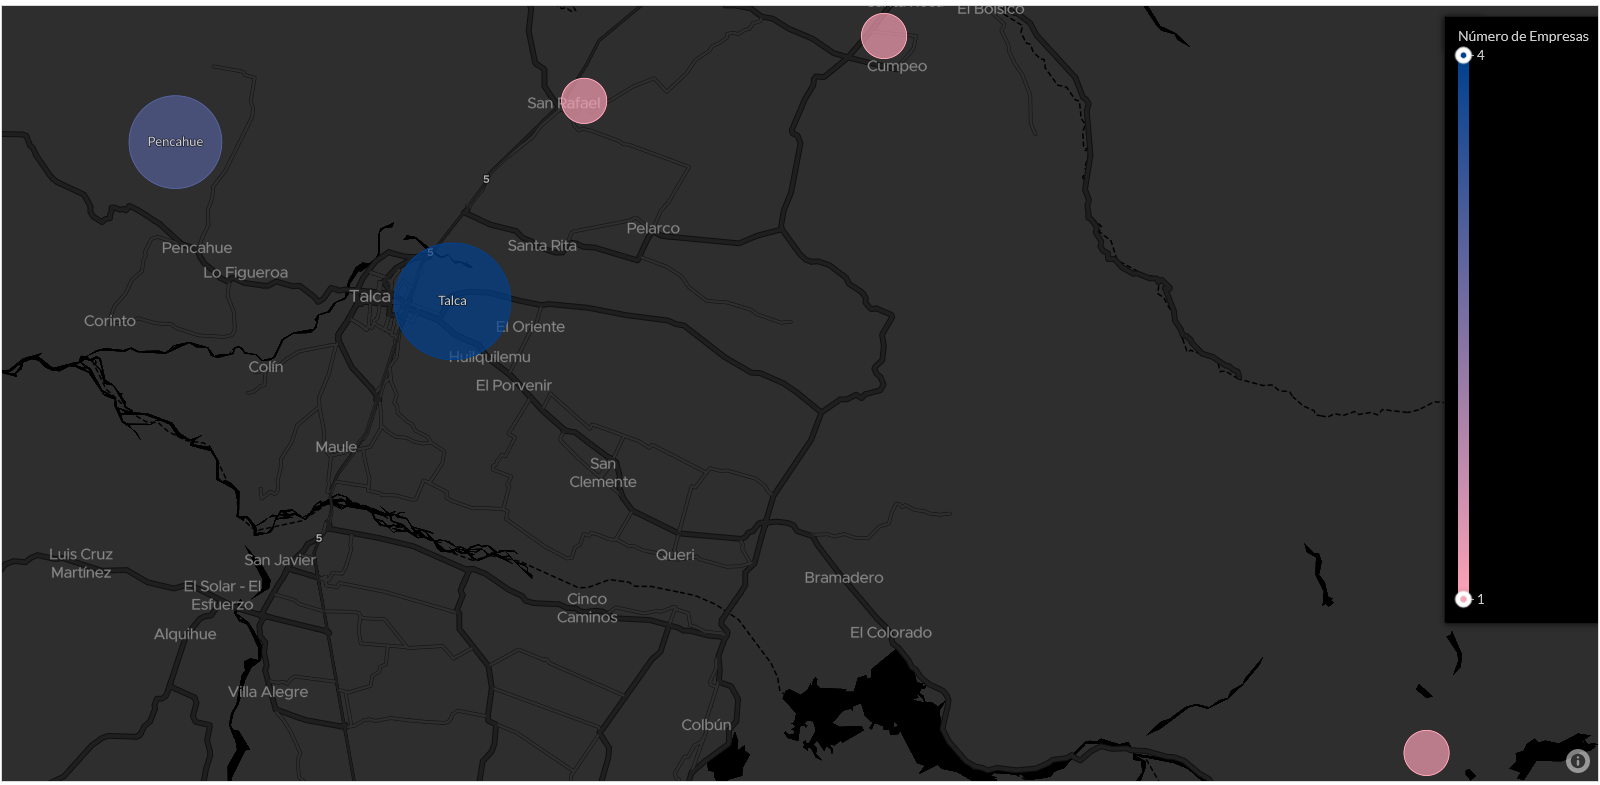 El Bolsico
Número de Empresas
4
Cumpeo
San Rafael
Pencahue
5
Pelarco
Santa Rita
Pencahue
5
Lo Figueroa
Talca
Talca
Corinto
El Oriente
Huilquilemu
Colín
El Porvenir
Maule
San
Clemente
5
Luis Cruz
Martínez
San Javier
Queri
El Solar - El
Esfuerzo
Bramadero
Cinco
Caminos
1
Alquihue
El Colorado
Villa Alegre
Colbún